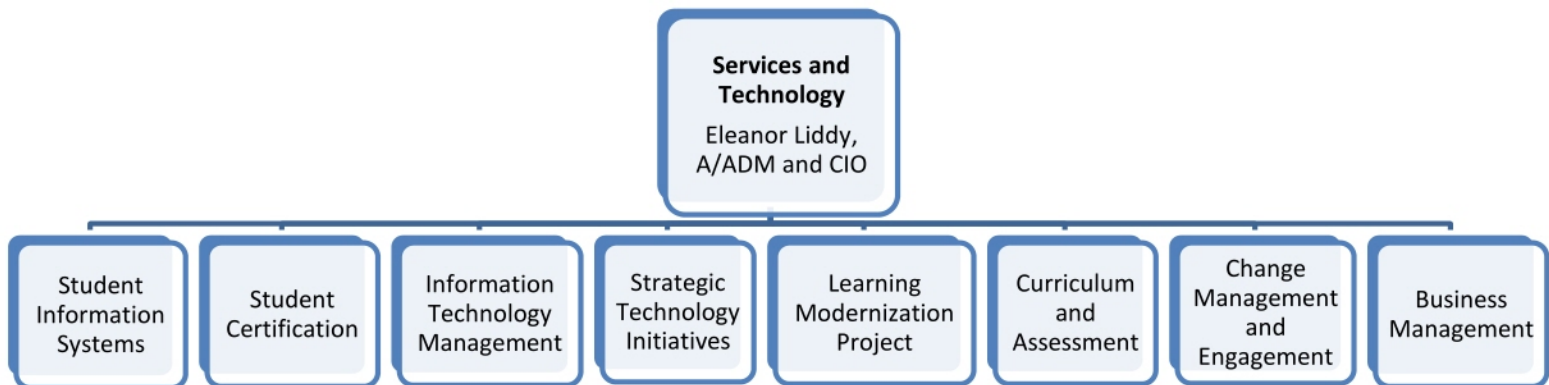 Services and
Technology
Eleanor Liddy,
A/ADM and CIO
Student
Information
Systems
Student
Certification
Information
Technology
Management
Strategic
Technology
Initiatives
Learning
Modernization
Project
Curriculum
and
Assessment
Change
Management
and
Engagement
Business
Management